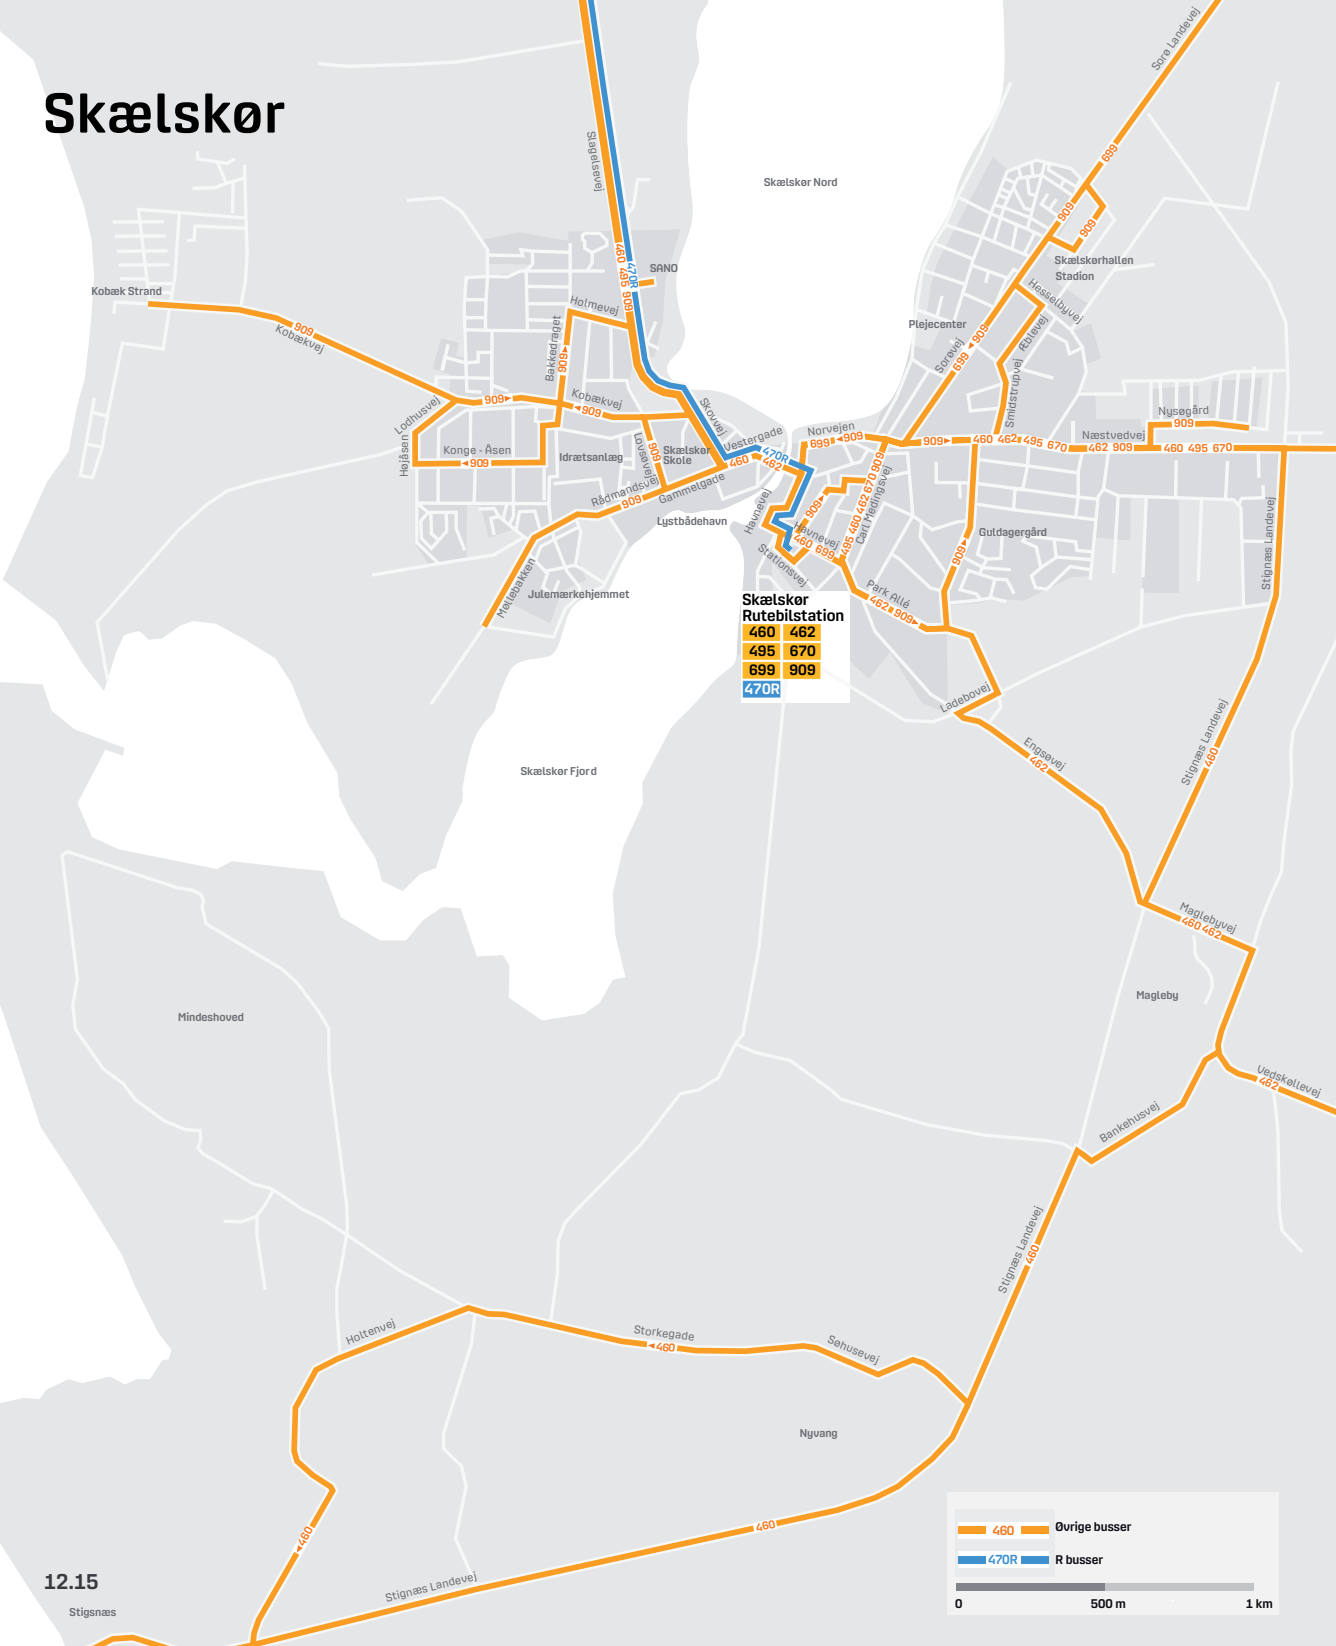 Skælskør
Sorø Landevej
Slagelsevej
699
Skælskør Nord
909
909
Skælskørhallen
Stadion
460 495 909
470R
SANO
Kobæk Strand
Holmevej
Hesselbyvej
Plejecenter
Æblevej
909
Kobækvej
Bakkedraget
909
Sorøvej
699
909
Smidstrupvej
Lodhusvej
909
Kobækvej
909
Skovvej
Nysøgård
909
Norvejen
699
909
909
460 462 495 670
Næstvedvej
462 909
460 495 670
Højåsen
Konge - Åsen
909
Idrætsanlæg
Lovsøvej
909
Skælskør
Skole
Vestergade
470R
460
462
Rådmandsvej
909
Gammelgade
Lystbådehavn
Havnevej
909
Havnevej
460 699
495 460 462 670 909
Carl Medingsvej
Stationsvej
Guldagergård
909
Stignæs Landevej
Møllebakken
Julemærkehjemmet
Park Allé
462 909
Skælskør
Rutebilstation
460 462
495 670
699 909
470R
Ladebovej
Engsøvej
462
Stignæs Landevej
460
Skælskør Fjord
Maglebyvej
460 462
Magleby
Mindeshoved
Vedskøllevej
462
Bankehusvej
Stignæs Landevej
460
Holtenvej
Storkegade
460
Søhusevej
Nyvang
460
460
Stignæs Landevej
12.15
Stigsnæs
460 Øvrige busser
470R R busser
0 500 m 1 km